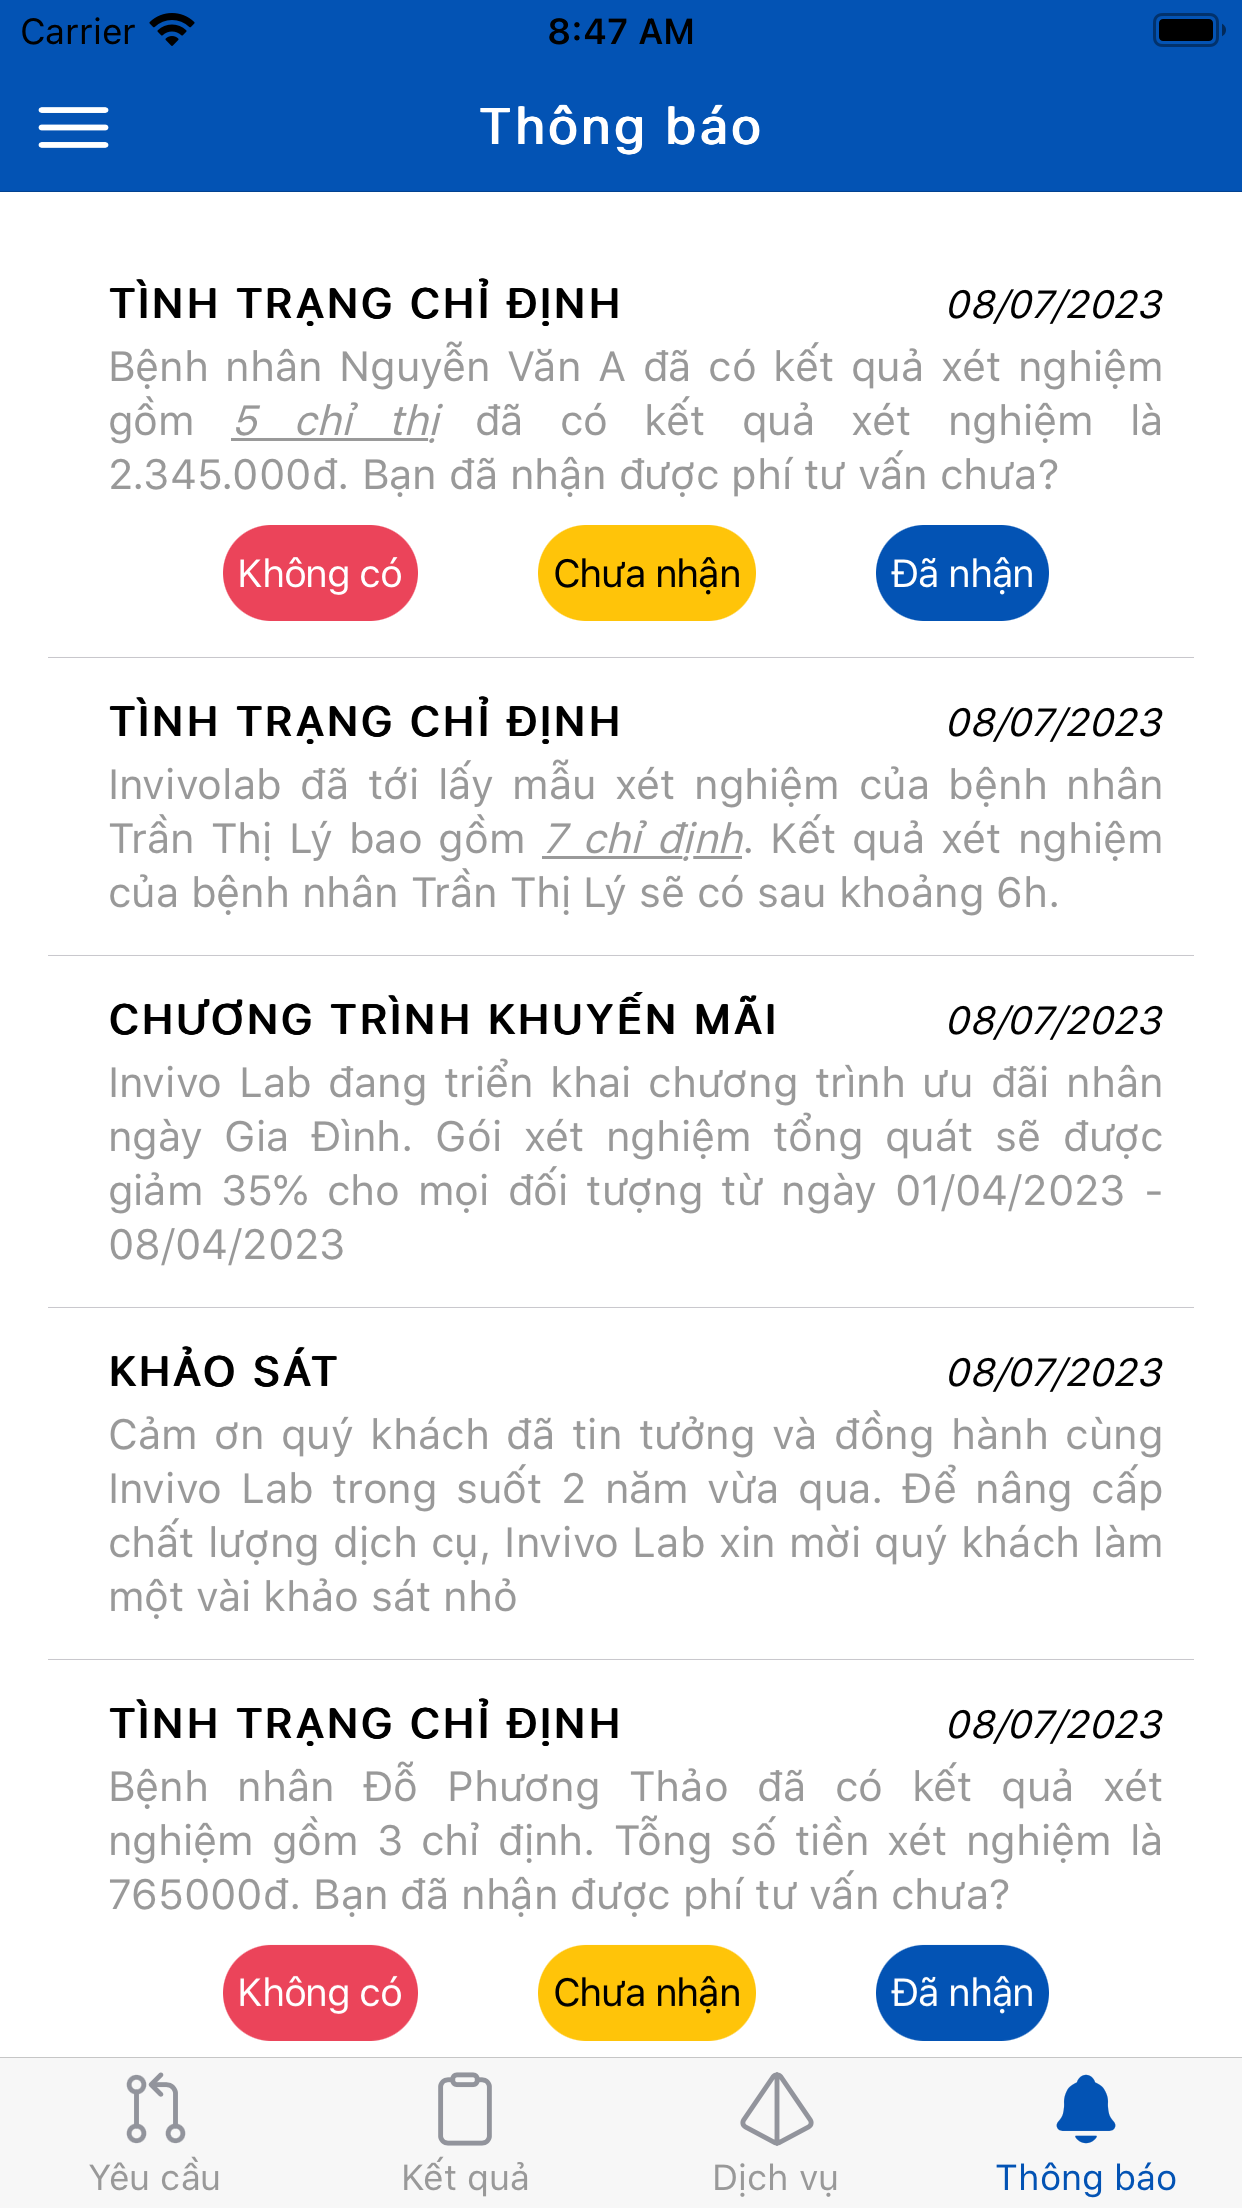 Carrier 8:47 AM
Thông báo
TÌNH TRẠNG CHỈ ĐỊNH 08/07/2023
Bệnh nhân Nguyễn Văn A đã có kết quả xét nghiệm
gồm 5 chỉ thị đã có kết quả xét nghiệm là
2.345.000đ. Bạn đã nhận được phí tư vấn chưa?
Không có Chưa nhận Đã nhận
TÌNH TRẠNG CHỈ ĐỊNH 08/07/2023
Invivolab đã tới lấy mẫu xét nghiệm của bệnh nhân
Trần Thị Lý bao gồm 7 chỉ định. Kết quả xét nghiệm
của bệnh nhân Trần Thị Lý sẽ có sau khoảng 6h.
CHƯƠNG TRÌNH KHUYẾN MÃI 08/07/2023
Invivo Lab đang triển khai chương trình ưu đãi nhân
ngày Gia Đình. Gói xét nghiệm tổng quát sẽ được
giảm 35% cho mọi đối tượng từ ngày 01/04/2023 -
08/04/2023
KHẢO SÁT 08/07/2023
Cảm ơn quý khách đã tin tưởng và đồng hành cùng
Invivo Lab trong suốt 2 năm vừa qua. Để nâng cấp
chất lượng dịch cụ, Invivo Lab xin mời quý khách làm
một vài khảo sát nhỏ
TÌNH TRẠNG CHỈ ĐỊNH 08/07/2023
Bệnh nhân Đỗ Phương Thảo đã có kết quả xét
nghiệm gồm 3 chỉ định. Tỗng số tiền xét nghiệm là
765000đ. Bạn đã nhận được phí tư vấn chưa?
Không có Chưa nhận Đã nhận
Yêu cầu Kết quả Dịch vụ Thông báo